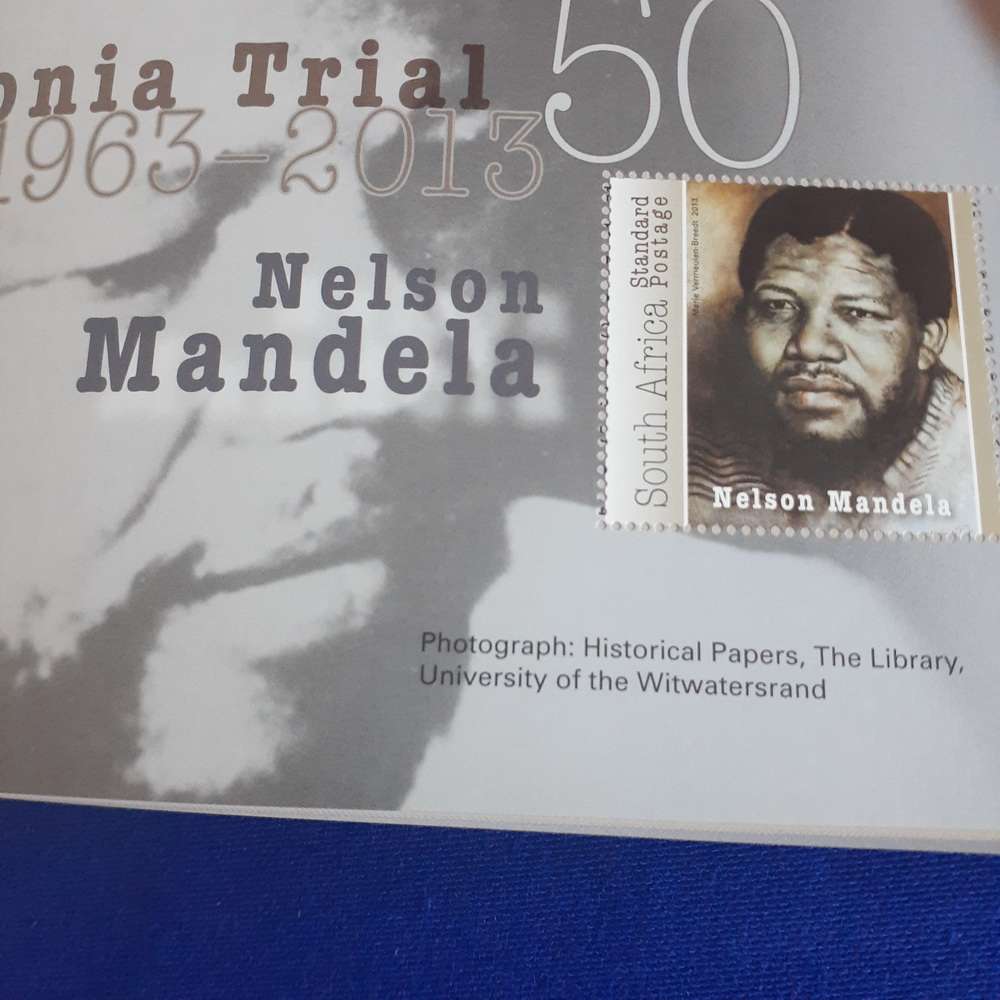 onia Trial
50
1963-2013
Nelson
Mandela
South Africa
Standard
Postage
Marie Vermeulen-Breedt 2013
Nelson Mandela
Photograph: Historical Papers, The Library,
University of the Witwatersrand